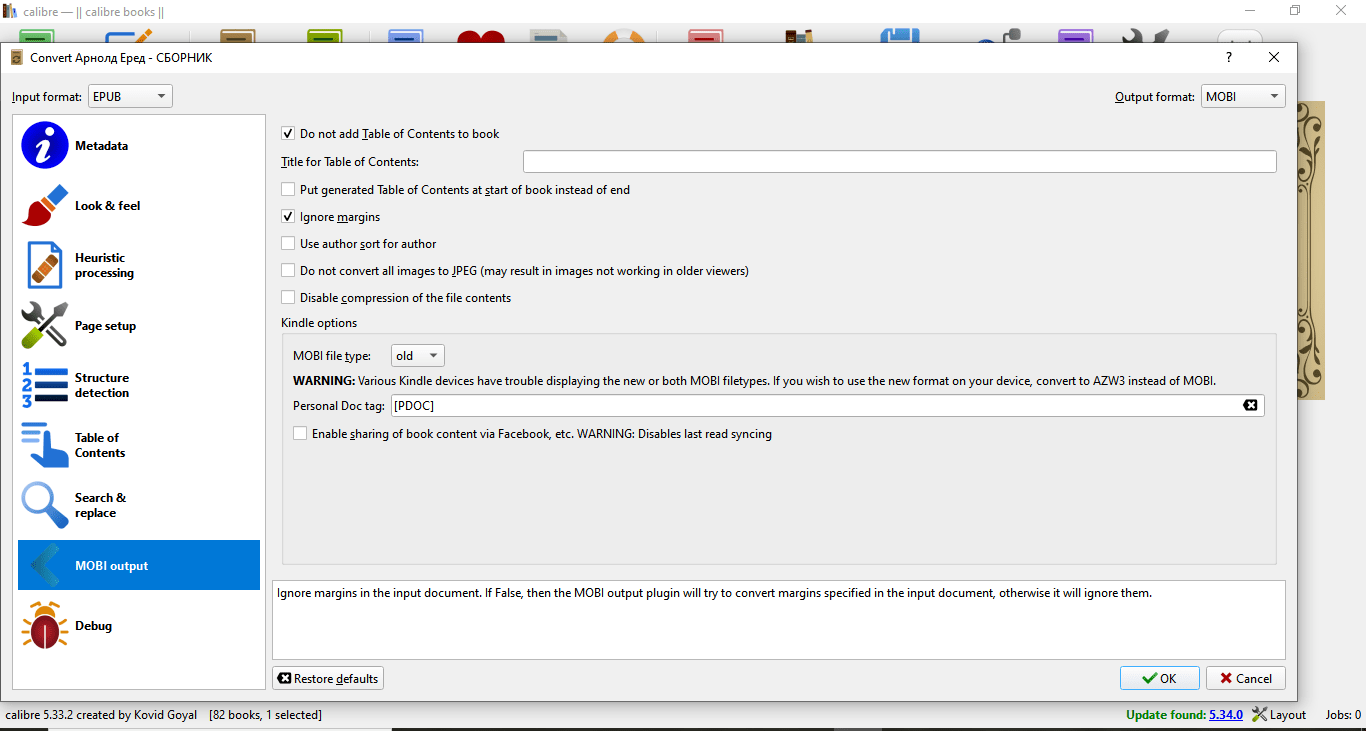 calibre — || calibre books ||
Convert Арнолд Еред - СБОРНИК
?
Input format: EPUB
Output format: MOBI
Metadata
Look & feel
Heuristic
processing
Page setup
1
2
3
Structure
detection
Table of
Contents
Search &
replace
MOBI output
Debug
Do not add Table of Contents to book
Title for Table of Contents:
Put generated Table of Contents at start of book instead of end
Ignore margins
Use author sort for author
Do not convert all images to JPEG (may result in images not working in older viewers)
Disable compression of the file contents
Kindle options
MOBI file type: old
WARNING: Various Kindle devices have trouble displaying the new or both MOBI filetypes. If you wish to use the new format on your device, convert to AZW3 instead of MOBI.
Personal Doc tag: [PDOC]
Enable sharing of book content via Facebook, etc. WARNING: Disables last read syncing
Ignore margins in the input document. If False, then the MOBI output plugin will try to convert margins specified in the input document, otherwise it will ignore them.
Restore defaults
OK
Cancel
calibre 5.33.2 created by Kovid Goyal [82 books, 1 selected]
Update found: 5.34.0 Layout Jobs: 0